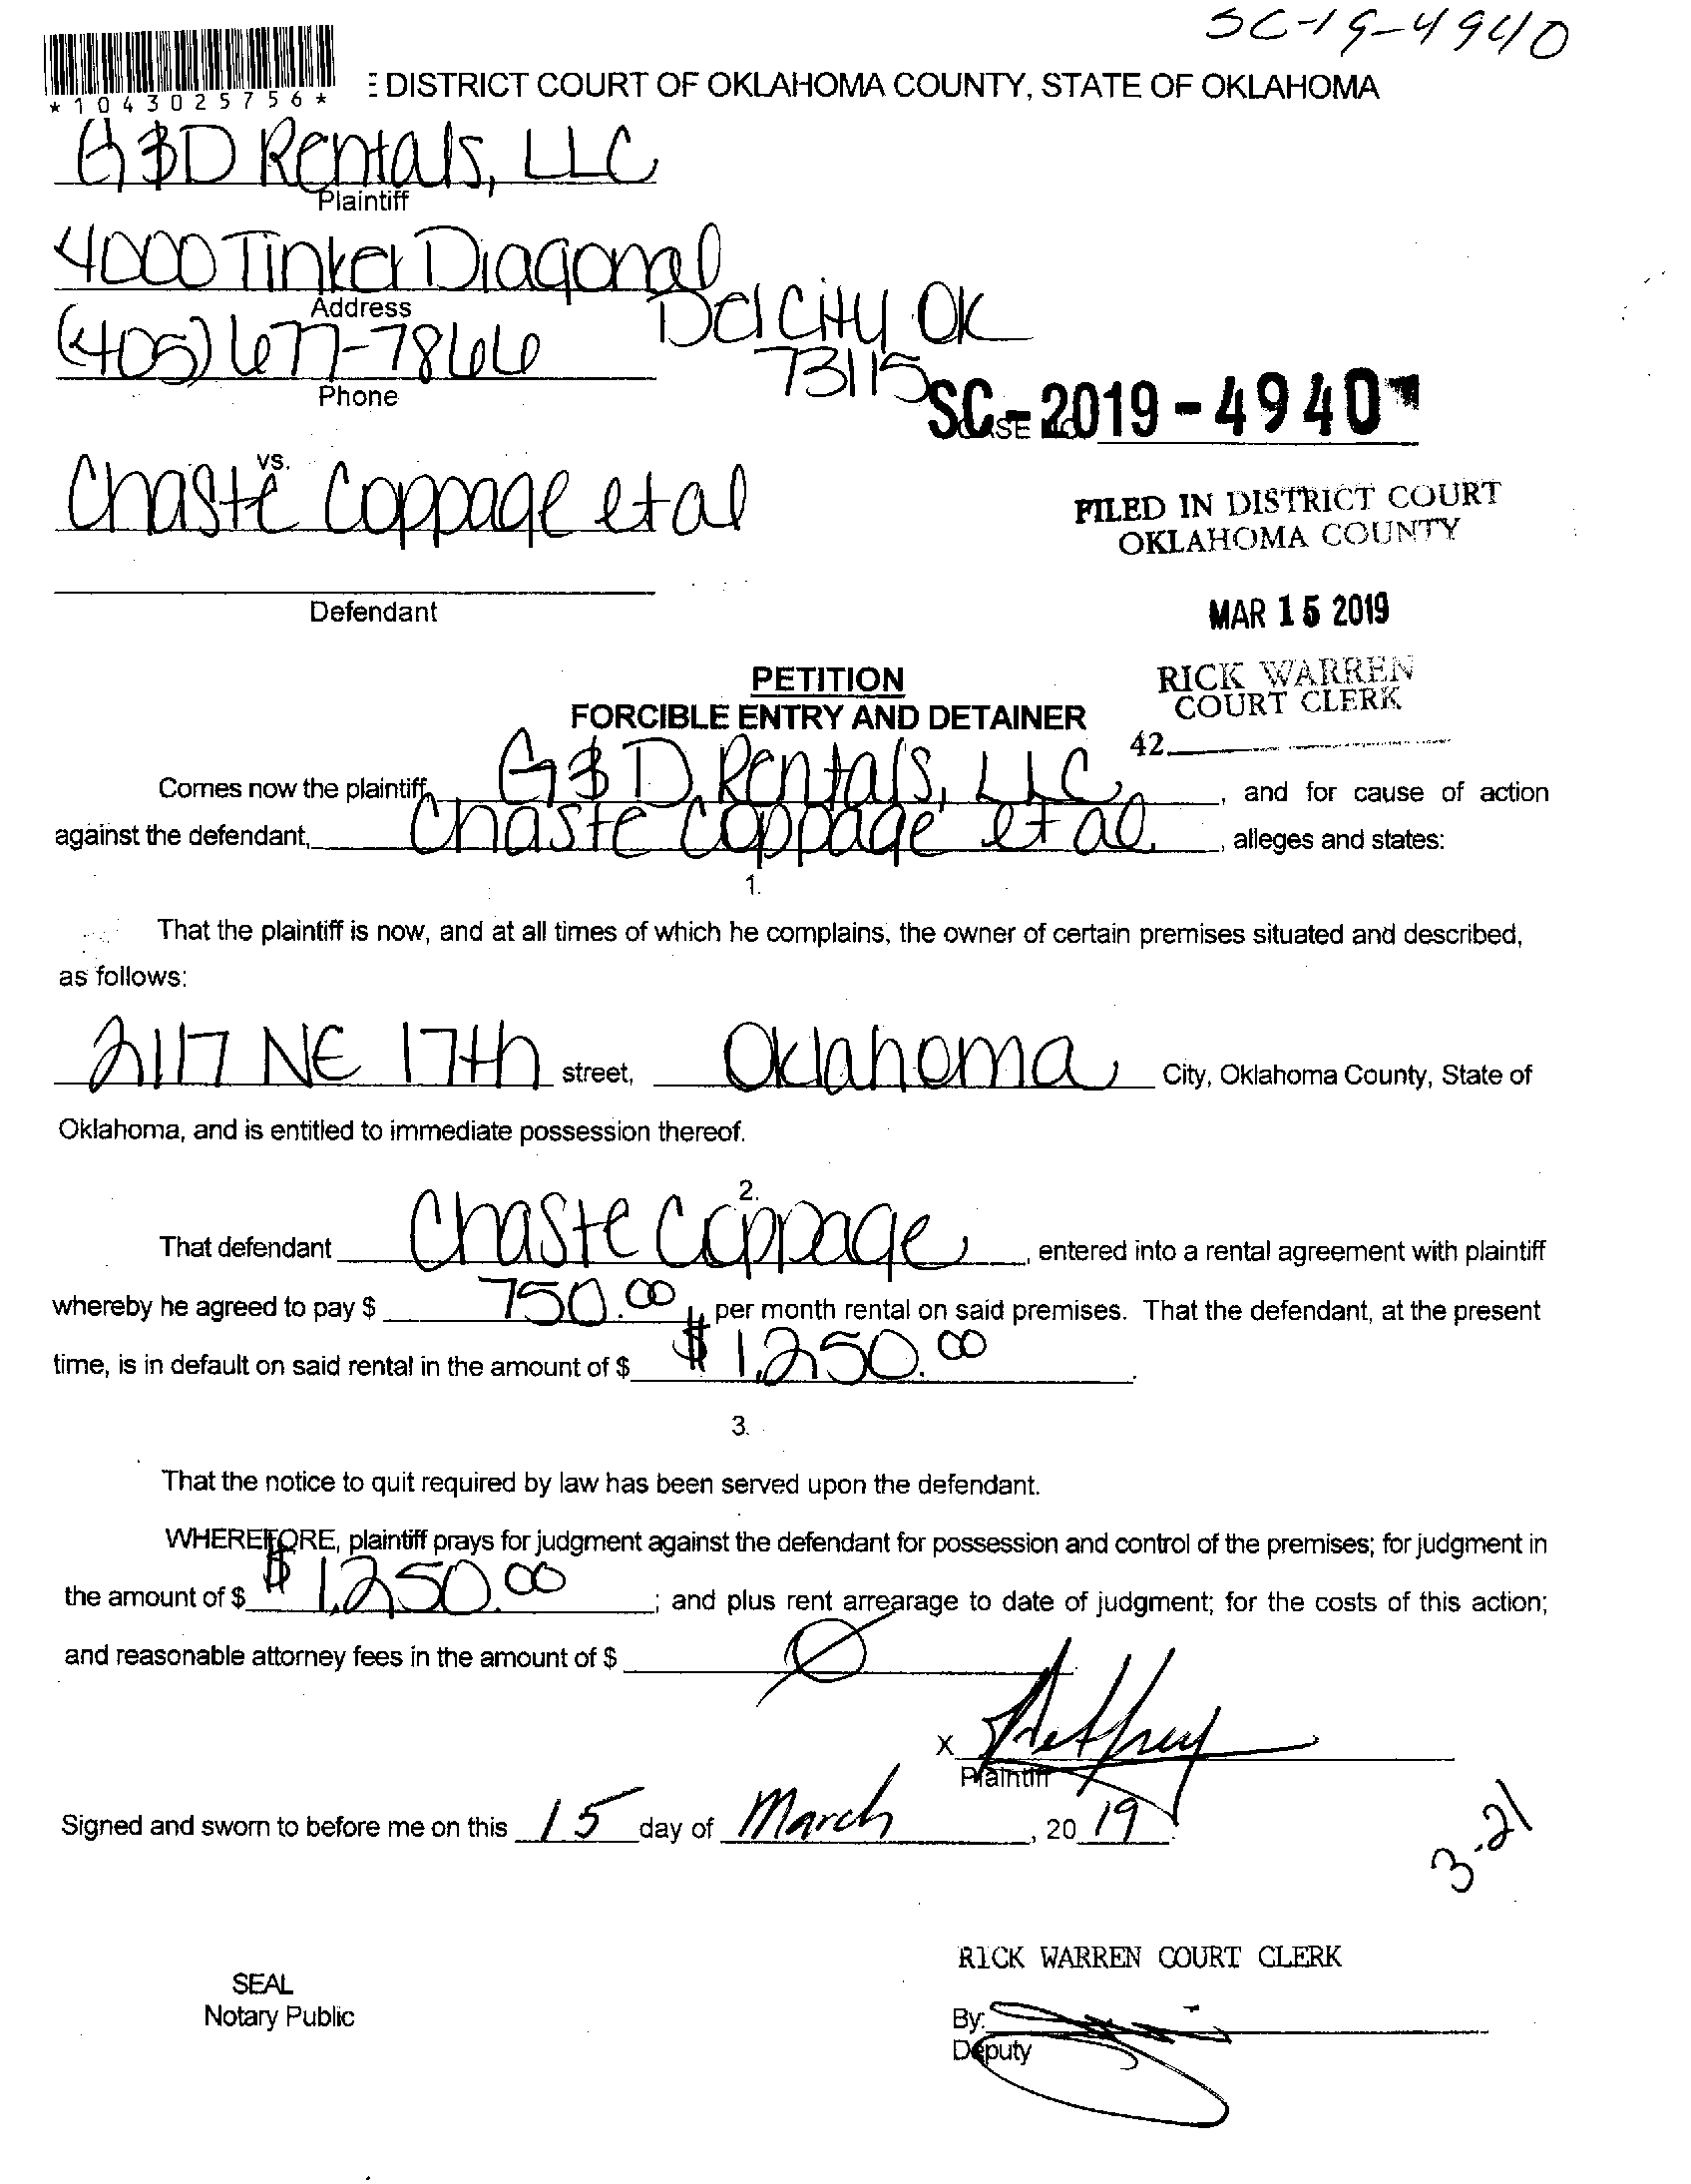 SC-19-4940
*1043025756*
E DISTRICT COURT OF OKLAHOMA COUNTY, STATE OF OKLAHOMA
G&D Rentals, LLC
Plaintiff
4000 Tinker Diagonal
Address
Del City OK
(405) 677-7866
73115
Phone
SC-2019-4940
vs.
Chaste Coppage et al
FILED IN DISTRICT COURT
OKLAHOMA COUNTY
Defendant
MAR 15 2019
PETITION
RICK WARREN
COURT CLERK
FORCIBLE ENTRY AND DETAINER
42
Comes now the plaintiff, G&D Rentals, LLC, and for cause of action
against the defendant, Chaste Coppage et al, alleges and states:
1.
That the plaintiff is now, and at all times of which he complains, the owner of certain premises situated and described,
as follows:
2117 NE 17th street, Oklahoma City, Oklahoma County, State of
Oklahoma, and is entitled to immediate possession thereof.
2.
That defendant Chaste Coppage, entered into a rental agreement with plaintiff
whereby he agreed to pay $ 750.00 per month rental on said premises. That the defendant, at the present
time, is in default on said rental in the amount of $ $1,250.00.
3.
That the notice to quit required by law has been served upon the defendant.
WHEREFORE, plaintiff prays for judgment against the defendant for possession and control of the premises; for judgment in
the amount of $ $1,250.00; and plus rent arrearage to date of judgment; for the costs of this action;
and reasonable attorney fees in the amount of $ Ø
X
Plaintiff
Signed and sworn to before me on this 15 day of March, 20 19.
3-21
RICK WARREN COURT CLERK
SEAL
Notary Public
By:
Deputy